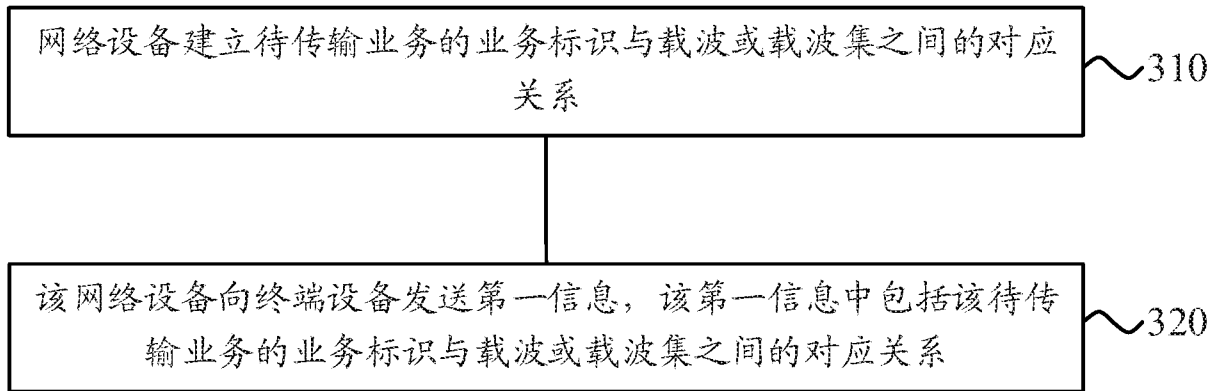 网络设备建立待传输业务的业务标识与载波或载波集之间的对应
关系
310
该网络设备向终端设备发送第一信息，该第一信息中包括该待传
输业务的业务标识与载波或载波集之间的对应关系
320